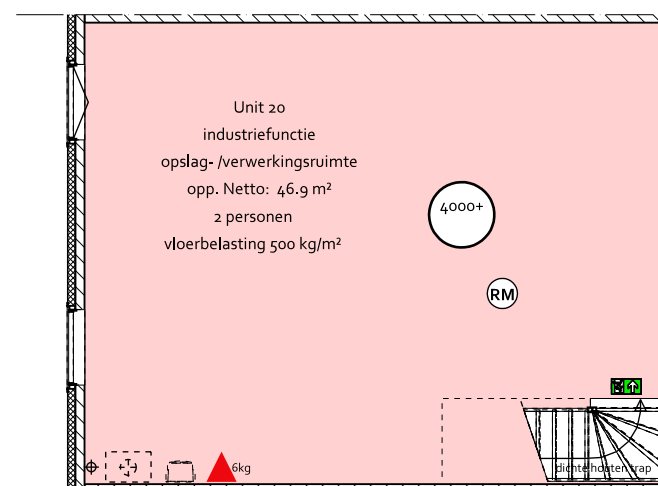 Unit 20
industriefunctie
opslag- /verwerkingsruimte
opp. Netto: 46.9 m²
2 personen
vloerbelasting 500 kg/m²
4000+
RM
6kg
dichte houten trap